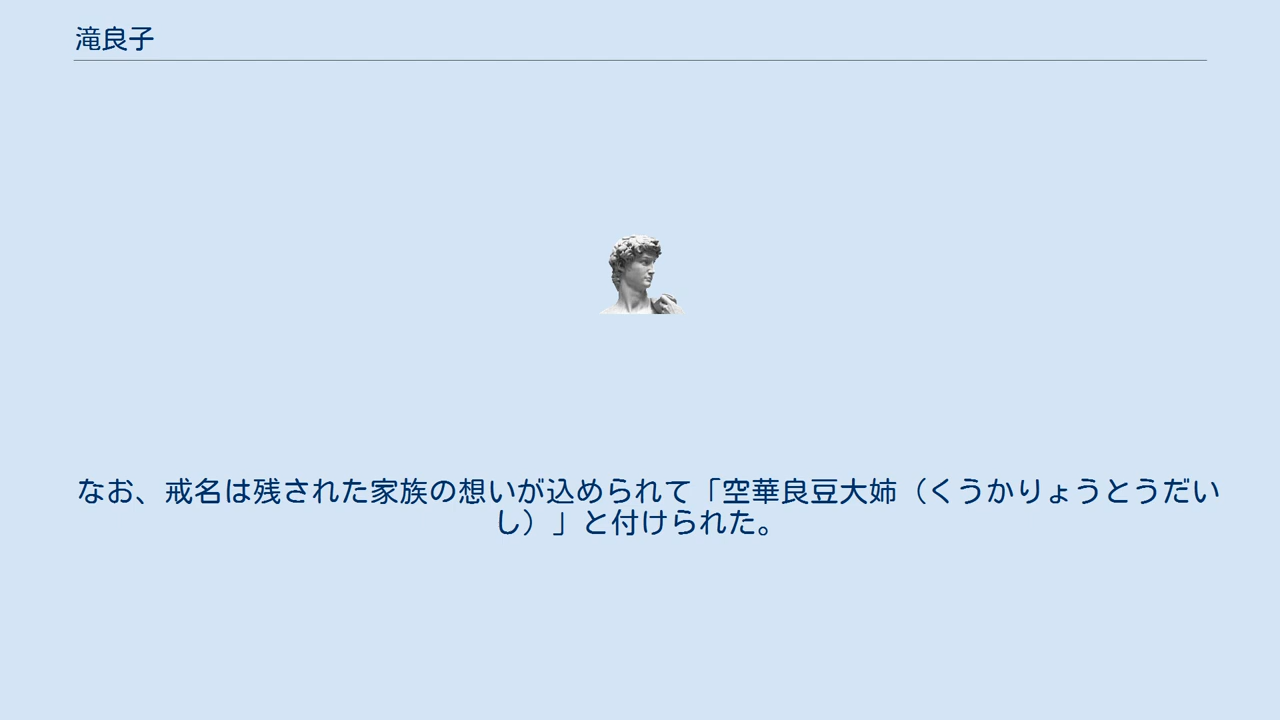 滝良子
なお、戒名は残された家族の想いが込められて「空華良豆大姉（くうかりょうとうだい
し）」と付けられた。